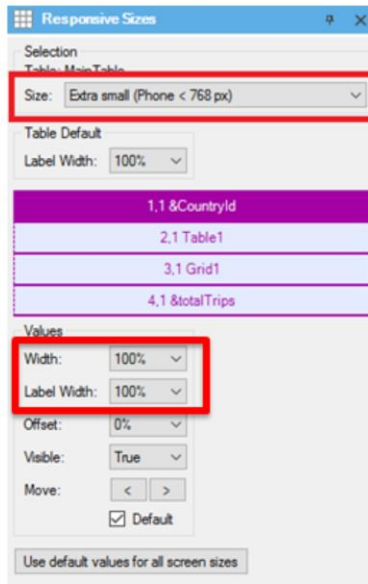 Responsive Sizes
Selection
Table: MainTable
Size: Extra small (Phone < 768 px)
Table Default
Label Width: 100%
1,1 &CountryId
2,1 Table1
3,1 Grid1
4,1 &totalTrips
Values
Width: 100%
Label Width: 100%
Offset: 0%
Visible: True
Move: < >
Default
Use default values for all screen sizes